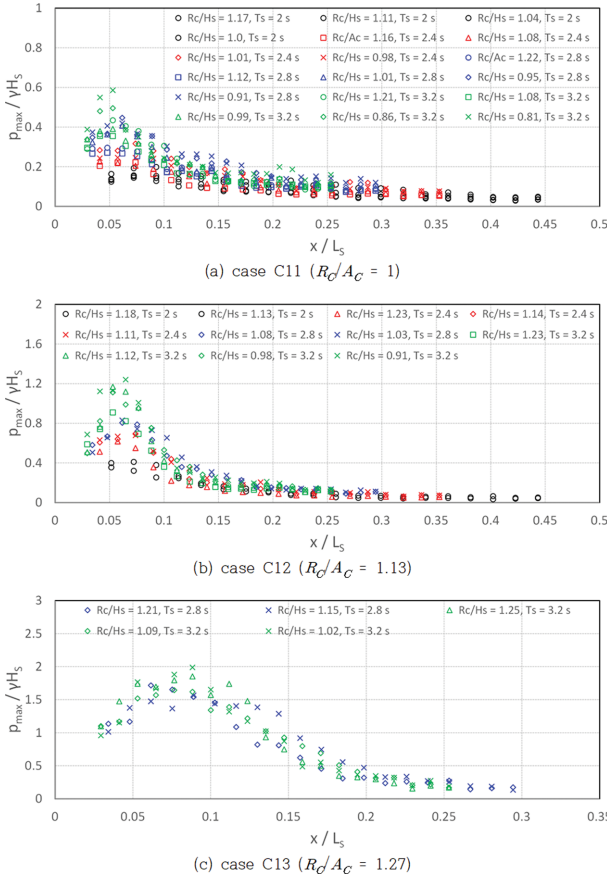 1
0.8
0.6
0.4
0.2
0
p_max / γH_S
Rc/Hs = 1.17, Ts = 2 s Rc/Hs = 1.11, Ts = 2 s Rc/Hs = 1.04, Ts = 2 s
Rc/Hs = 1.0, Ts = 2 s Rc/Ac = 1.16, Ts = 2.4 s Rc/Hs = 1.08, Ts = 2.4 s
Rc/Hs = 1.01, Ts = 2.4 s Rc/Hs = 0.98, Ts = 2.4 s Rc/Ac = 1.22, Ts = 2.8 s
Rc/Hs = 1.12, Ts = 2.8 s Rc/Hs = 1.01, Ts = 2.8 s Rc/Hs = 0.95, Ts = 2.8 s
Rc/Hs = 0.91, Ts = 2.8 s Rc/Hs = 1.21, Ts = 3.2 s Rc/Hs = 1.08, Ts = 3.2 s
Rc/Hs = 0.99, Ts = 3.2 s Rc/Hs = 0.86, Ts = 3.2 s Rc/Hs = 0.81, Ts = 3.2 s
0 0.05 0.1 0.15 0.2 0.25 0.3 0.35 0.4 0.45 0.5
x / L_S
(a) case C11 (R_C/A_C = 1)
2
1.6
1.2
0.8
0.4
0
p_max / γH_S
Rc/Hs = 1.18, Ts = 2 s Rc/Hs = 1.13, Ts = 2 s Rc/Hs = 1.23, Ts = 2.4 s Rc/Hs = 1.14, Ts = 2.4 s
Rc/Hs = 1.11, Ts = 2.4 s Rc/Hs = 1.08, Ts = 2.8 s Rc/Hs = 1.03, Ts = 2.8 s Rc/Hs = 1.23, Ts = 3.2 s
Rc/Hs = 1.12, Ts = 3.2 s Rc/Hs = 0.98, Ts = 3.2 s Rc/Hs = 0.91, Ts = 3.2 s
0 0.05 0.1 0.15 0.2 0.25 0.3 0.35 0.4 0.45 0.5
x / L_S
(b) case C12 (R_C/A_C = 1.13)
3
2.5
2
1.5
1
0.5
0
p_max / γH_S
Rc/Hs = 1.21, Ts = 2.8 s Rc/Hs = 1.15, Ts = 2.8 s Rc/Hs = 1.25, Ts = 3.2 s
Rc/Hs = 1.09, Ts = 3.2 s Rc/Hs = 1.02, Ts = 3.2 s
0 0.05 0.1 0.15 0.2 0.25 0.3 0.35
x / L_S
(c) case C13 (R_C/A_C = 1.27)